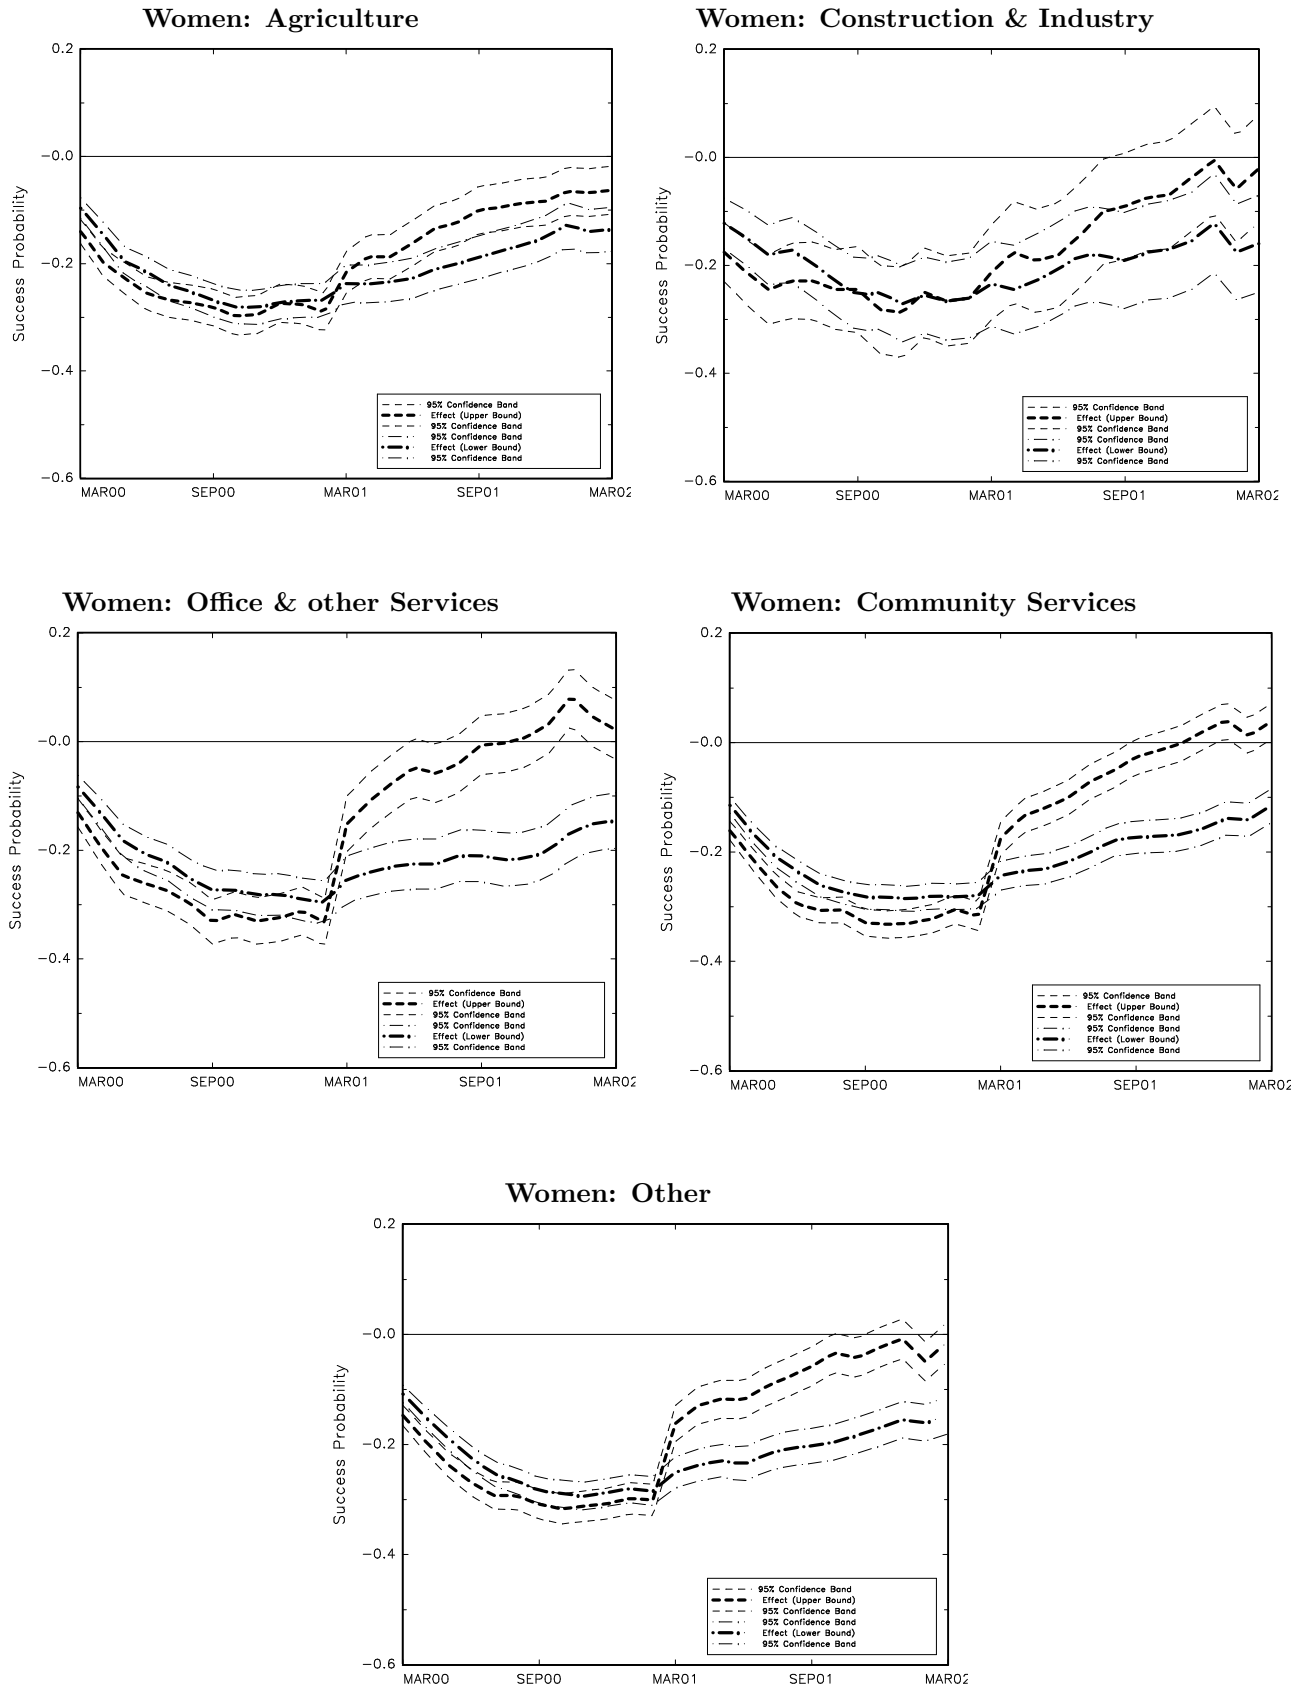 Women: Agriculture
0.2
−0.0
−0.2
−0.4
−0.6
Success Probability
95% Confidence Band
Effect (Upper Bound)
95% Confidence Band
95% Confidence Band
Effect (Lower Bound)
95% Confidence Band
MAR00 SEP00 MAR01 SEP01 MAR02
Women: Construction & Industry
0.2
−0.0
−0.2
−0.4
−0.6
Success Probability
95% Confidence Band
Effect (Upper Bound)
95% Confidence Band
95% Confidence Band
Effect (Lower Bound)
95% Confidence Band
MAR00 SEP00 MAR01 SEP01 MAR02
Women: Office & other Services
0.2
−0.0
−0.2
−0.4
−0.6
Success Probability
95% Confidence Band
Effect (Upper Bound)
95% Confidence Band
95% Confidence Band
Effect (Lower Bound)
95% Confidence Band
MAR00 SEP00 MAR01 SEP01 MAR02
Women: Community Services
0.2
−0.0
−0.2
−0.4
−0.6
Success Probability
95% Confidence Band
Effect (Upper Bound)
95% Confidence Band
95% Confidence Band
Effect (Lower Bound)
95% Confidence Band
MAR00 SEP00 MAR01 SEP01 MAR02
Women: Other
0.2
−0.0
−0.2
−0.4
−0.6
Success Probability
95% Confidence Band
Effect (Upper Bound)
95% Confidence Band
95% Confidence Band
Effect (Lower Bound)
95% Confidence Band
MAR00 SEP00 MAR01 SEP01 MAR02